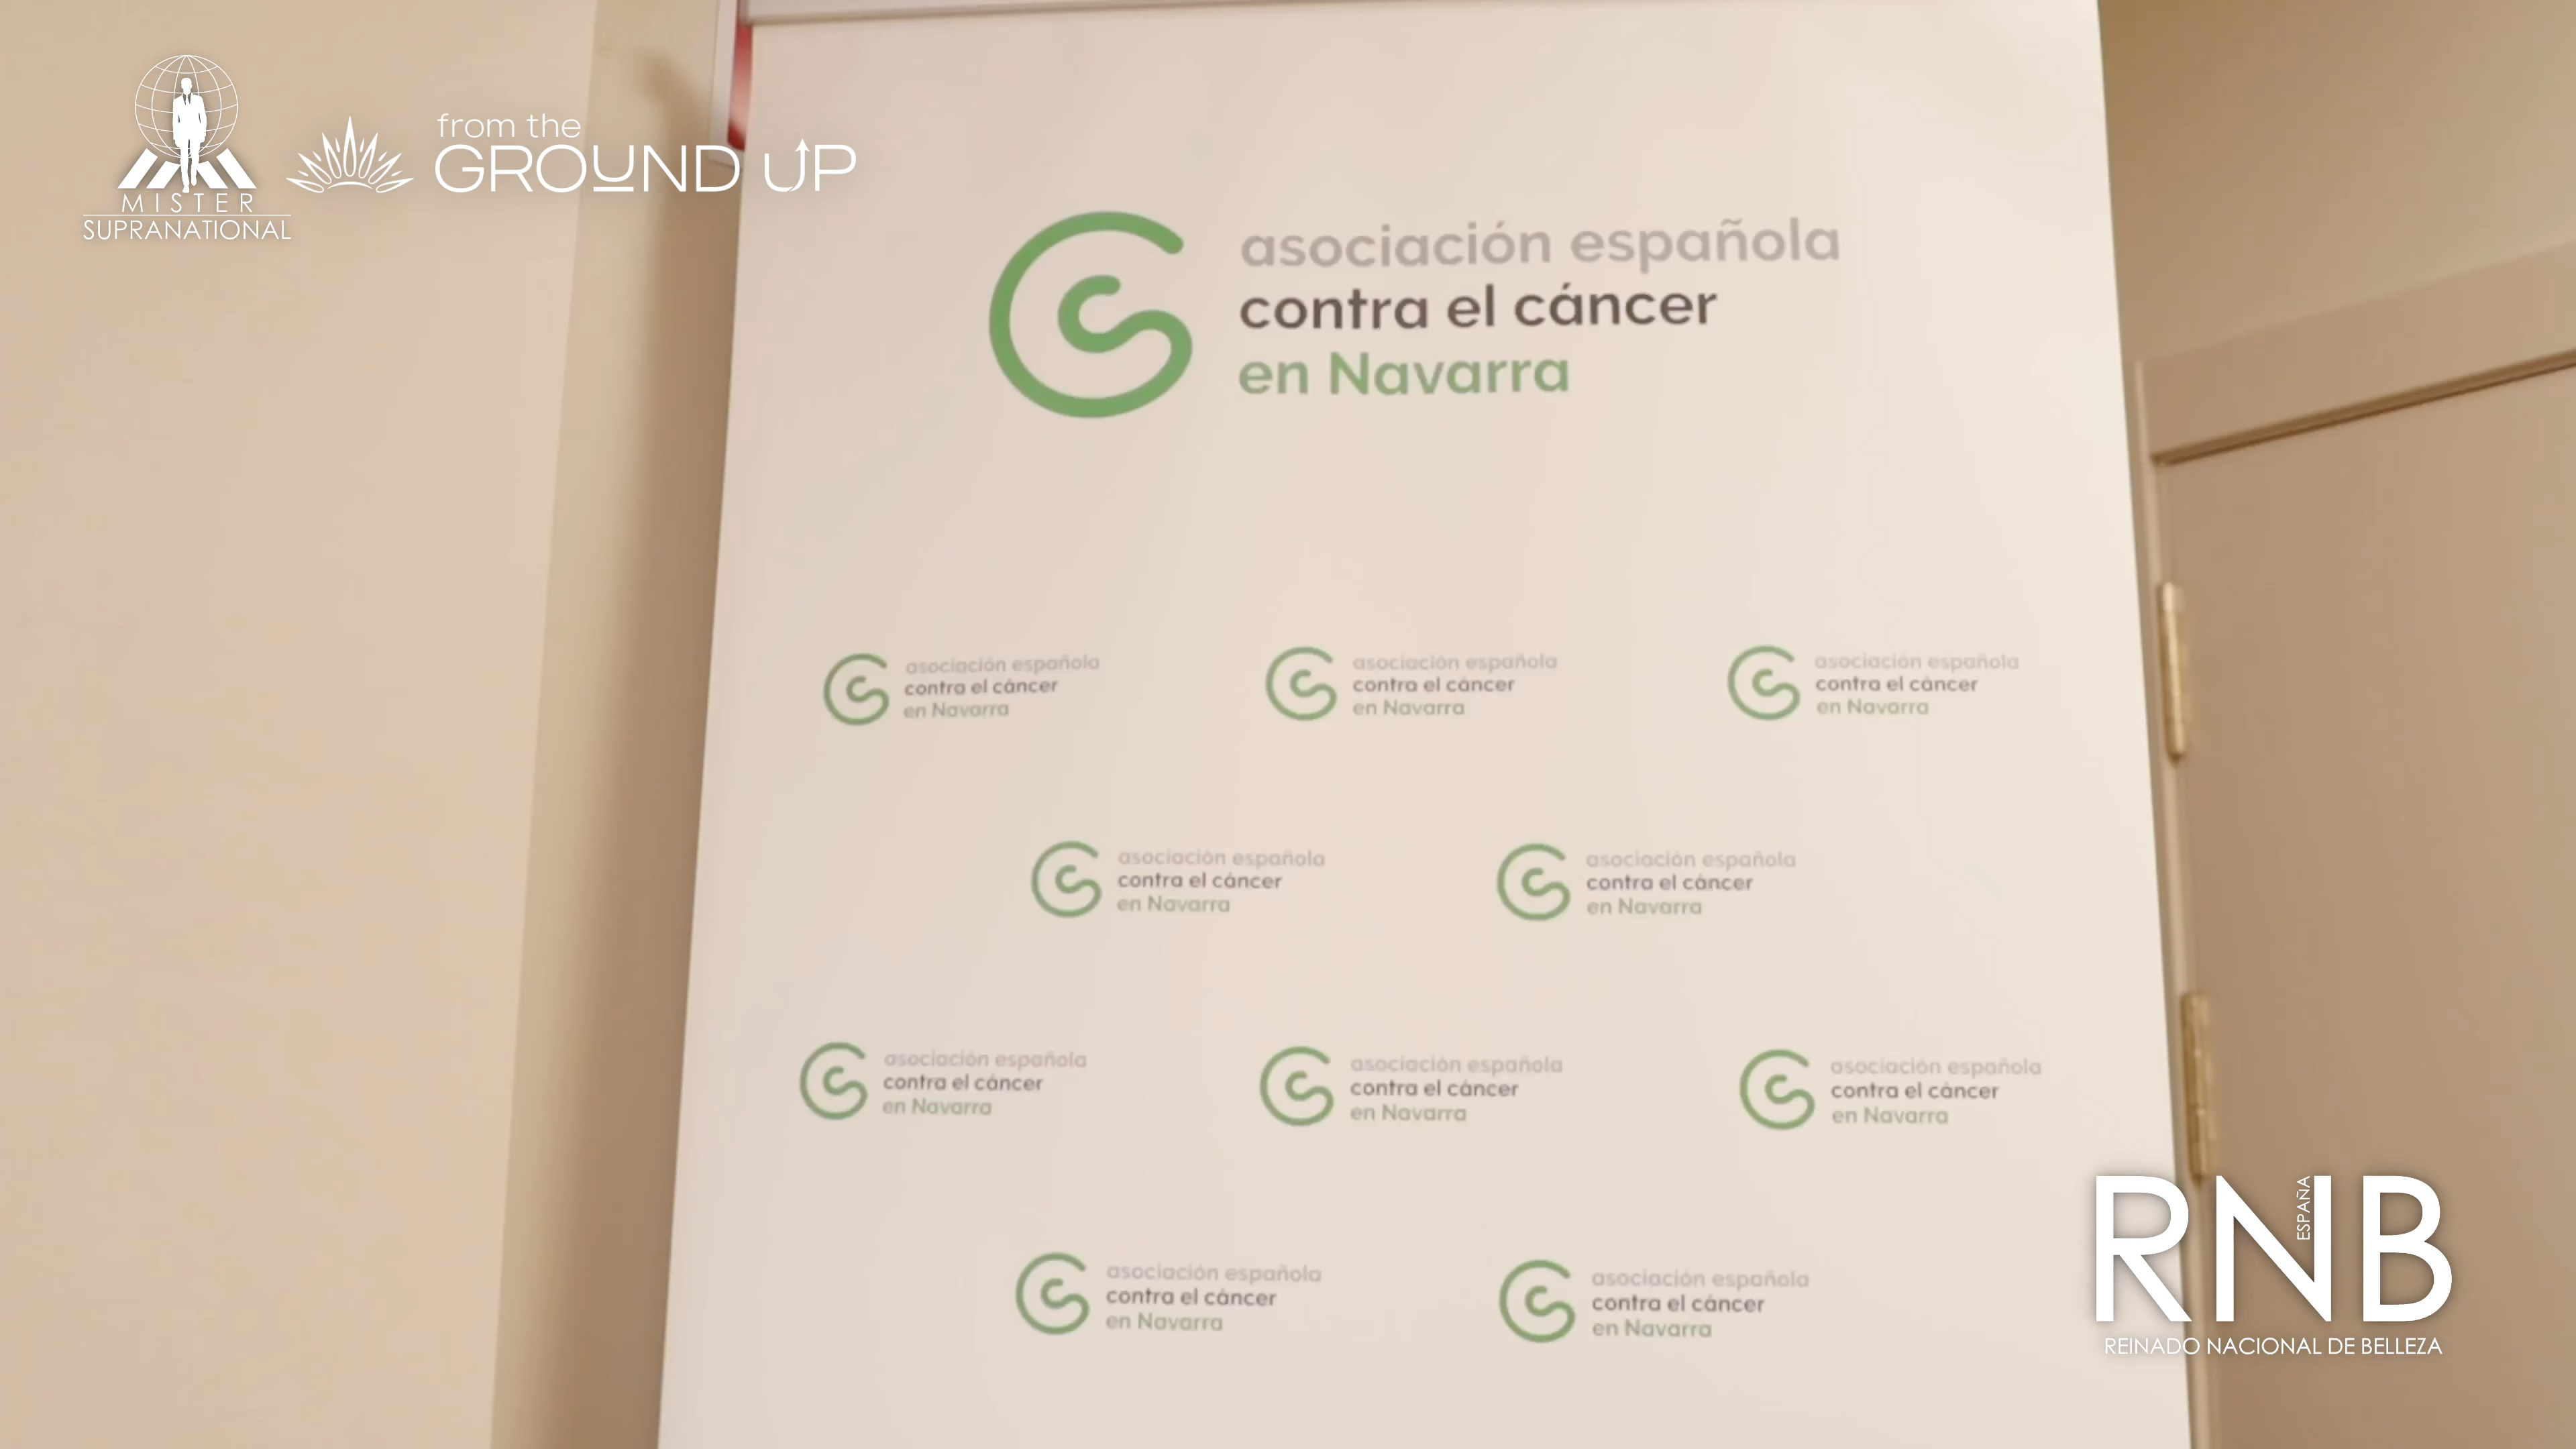 MISTER
SUPRANATIONAL
from the
GROUND UP
asociación española
contra el cáncer
en Navarra
asociación española
contra el cáncer
en Navarra
asociación española
contra el cáncer
en Navarra
asociación española
contra el cáncer
en Navarra
asociación española
contra el cáncer
en Navarra
asociación española
contra el cáncer
en Navarra
asociación española
contra el cáncer
en Navarra
asociación española
contra el cáncer
en Navarra
asociación española
contra el cáncer
en Navarra
asociación española
contra el cáncer
en Navarra
asociación española
contra el cáncer
en Navarra
RNB
ESPAÑA
REINADO NACIONAL DE BELLEZA